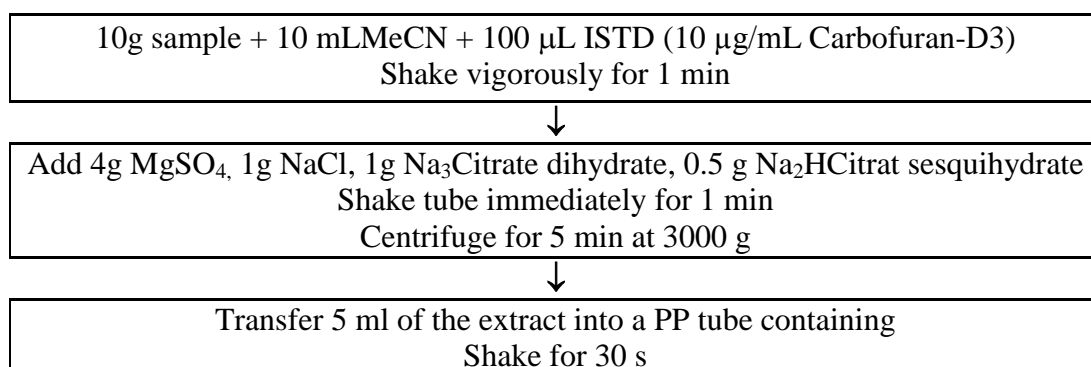 10g sample + 10 mLMeCN + 100 μL ISTD (10 µg/mL Carbofuran-D3)
Shake vigorously for 1 min
↓
Add 4g MgSO₄, 1g NaCl, 1g Na₃Citrate dihydrate, 0.5 g Na₂HCitrat sesquihydrate
Shake tube immediately for 1 min
Centrifuge for 5 min at 3000 g
↓
Transfer 5 ml of the extract into a PP tube containing
Shake for 30 s